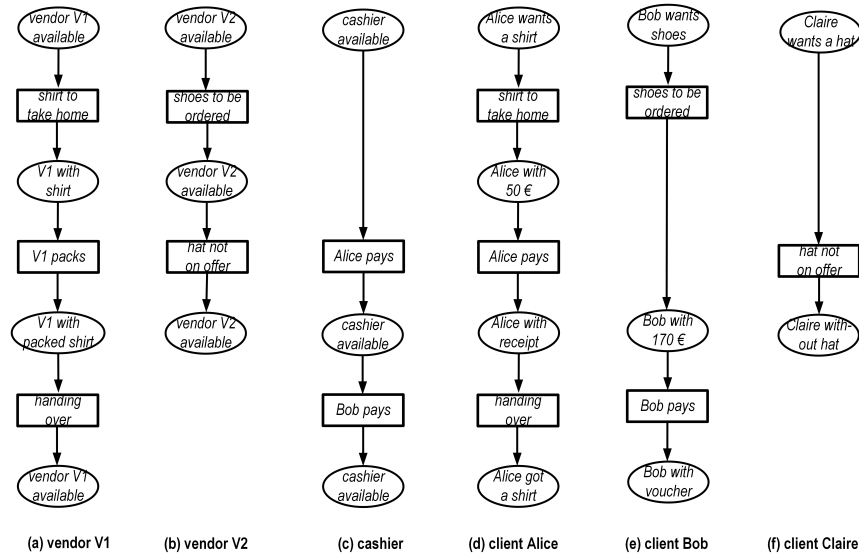 vendor V1
available
shirt to
take home
V1 with
shirt
V1 packs
V1 with
packed shirt
handing
over
vendor V1
available
(a) vendor V1
vendor V2
available
shoes to be
ordered
vendor V2
available
hat not
on offer
vendor V2
available
(b) vendor V2
cashier
available
Alice pays
cashier
available
Bob pays
cashier
available
(c) cashier
Alice wants
a shirt
shirt to
take home
Alice with
50 €
Alice pays
Alice with
receipt
handing
over
Alice got
a shirt
(d) client Alice
Bob wants
shoes
shoes to be
ordered
Bob with
170 €
Bob pays
Bob with
voucher
(e) client Bob
Claire
wants a hat
hat not
on offer
Claire with-
out hat
(f) client Claire